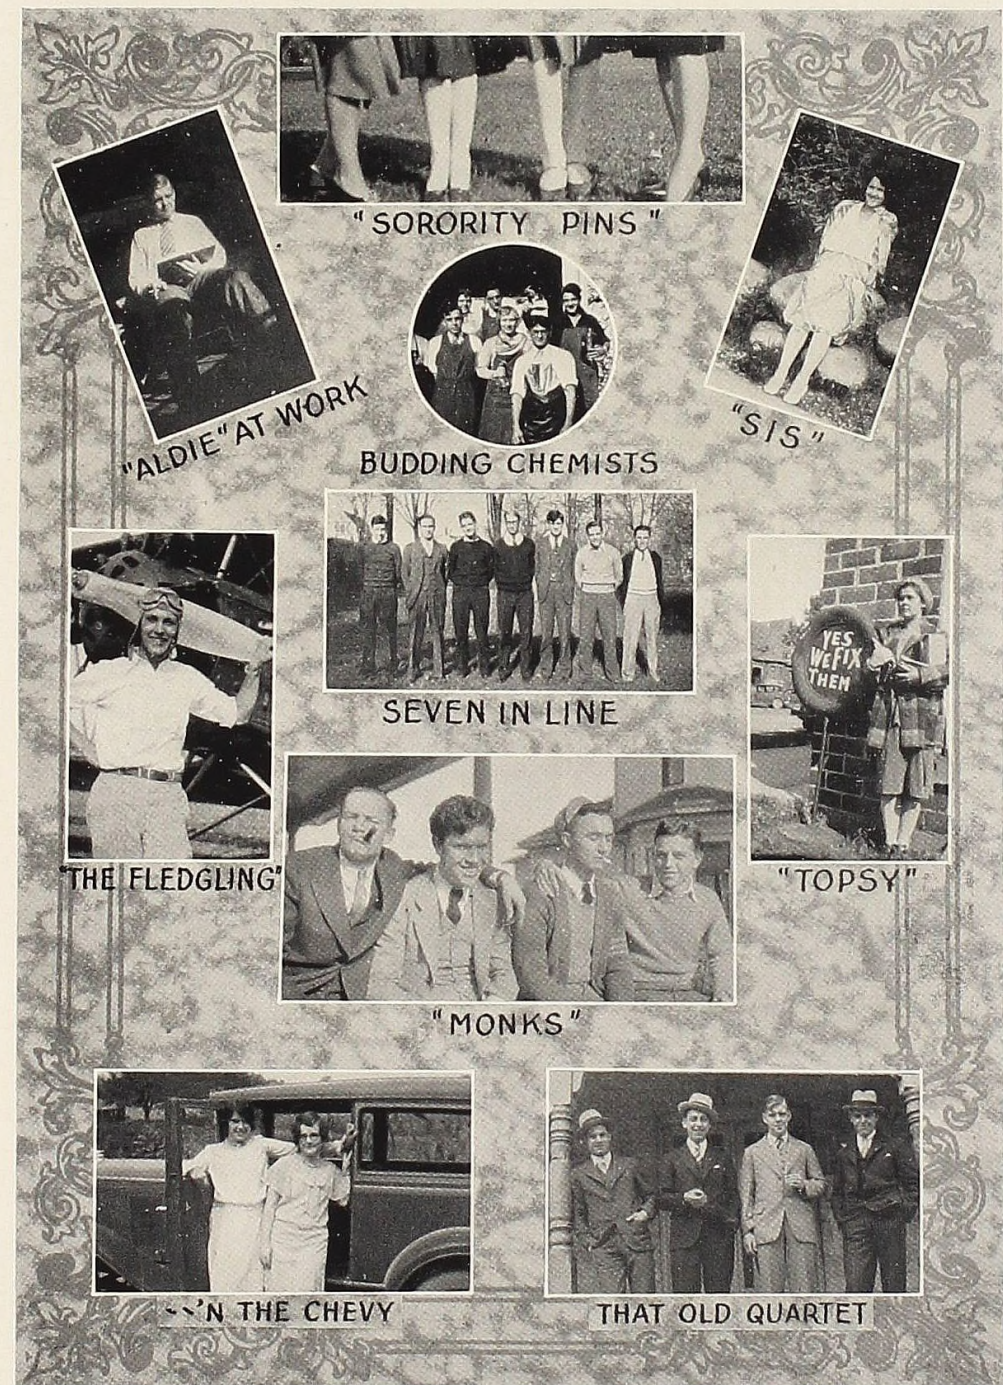 "SORORITY PINS"
"ALDIE" AT WORK
"SIS"
BUDDING CHEMISTS
SEVEN IN LINE
YES
WE FIX
THEM
"THE FLEDGLING"
"TOPSY"
"MONKS"
--'N THE CHEVY
THAT OLD QUARTET